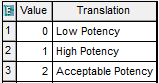 Value Translation
1 0 Low Potency
2 1 High Potency
3 2 Acceptable Potency